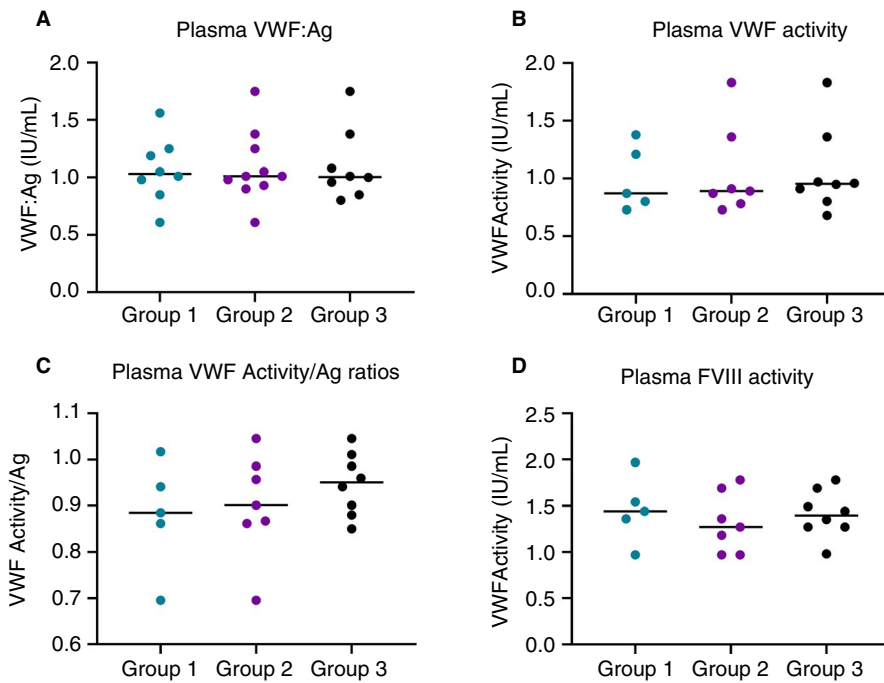 A
Plasma VWF:Ag
VWF:Ag (IU/mL)
2.0
1.5
1.0
0.5
0.0
Group 1 Group 2 Group 3
B
Plasma VWF activity
VWFActivity (IU/mL)
2.0
1.5
1.0
0.5
0.0
Group 1 Group 2 Group 3
C
Plasma VWF Activity/Ag ratios
VWF Activity/Ag
1.1
1.0
0.9
0.8
0.7
0.6
Group 1 Group 2 Group 3
D
Plasma FVIII activity
VWFActivity (IU/mL)
2.5
2.0
1.5
1.0
0.5
0.0
Group 1 Group 2 Group 3